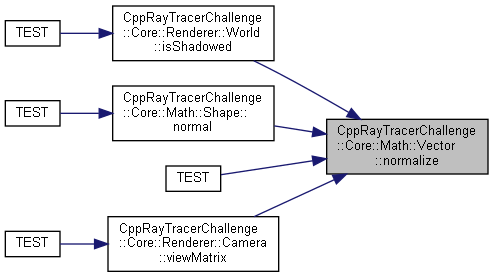 TEST
CppRayTracerChallenge
::Core::Renderer::World
::isShadowed
TEST
CppRayTracerChallenge
::Core::Math::Shape::
normal
CppRayTracerChallenge
::Core::Math::Vector
::normalize
TEST
TEST
CppRayTracerChallenge
::Core::Renderer::Camera
::viewMatrix